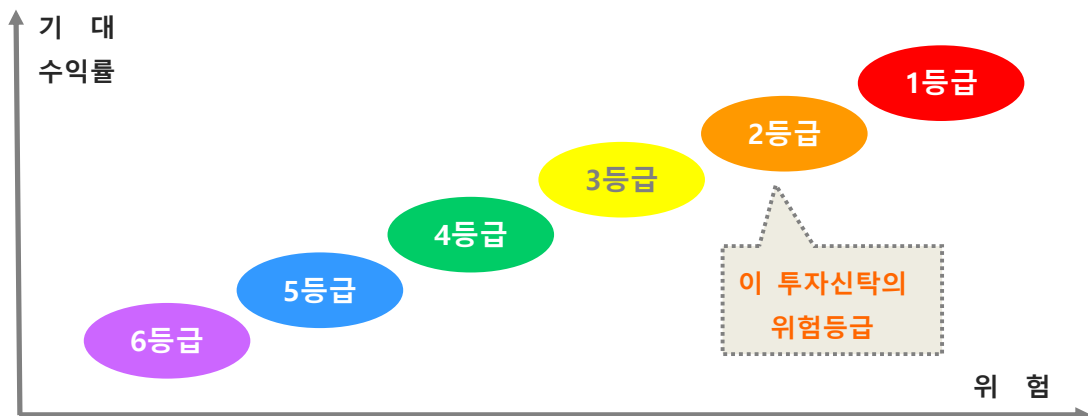 기 대
수익률
1등급
2등급
3등급
4등급
5등급
6등급
이 투자신탁의
위험등급
위 험